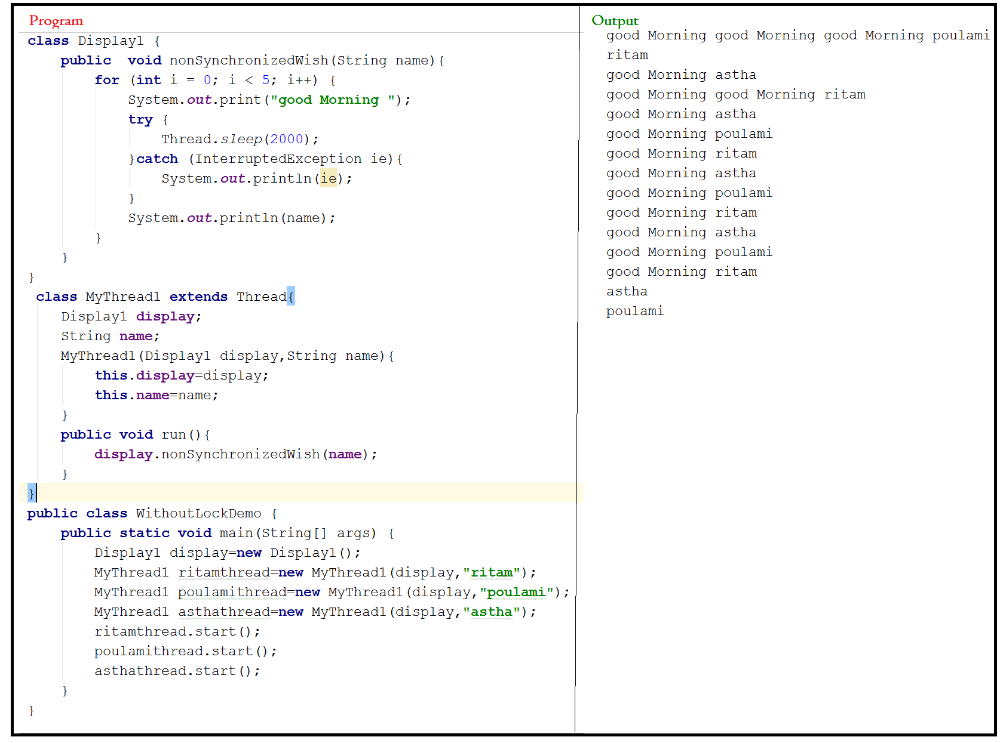 Program
class Display1 {
    public  void nonSynchronizedWish(String name){
        for (int i = 0; i < 5; i++) {
            System.out.print("good Morning ");
            try {
                Thread.sleep(2000);
            }catch (InterruptedException ie){
                System.out.println(ie);
            }
            System.out.println(name);
        }
    }
}
 class MyThread1 extends Thread{
    Display1 display;
    String name;
    MyThread1(Display1 display,String name){
        this.display=display;
        this.name=name;
    }
    public void run(){
        display.nonSynchronizedWish(name);
    }
}
public class WithoutLockDemo {
    public static void main(String[] args) {
        Display1 display=new Display1();
        MyThread1 ritamthread=new MyThread1(display,"ritam");
        MyThread1 poulamithread=new MyThread1(display,"poulami");
        MyThread1 asthathread=new MyThread1(display,"astha");
        ritamthread.start();
        poulamithread.start();
        asthathread.start();
    }
}
Output
good Morning good Morning good Morning poulami
ritam
good Morning astha
good Morning good Morning ritam
good Morning astha
good Morning poulami
good Morning ritam
good Morning astha
good Morning poulami
good Morning ritam
good Morning astha
good Morning poulami
good Morning ritam
astha
poulami